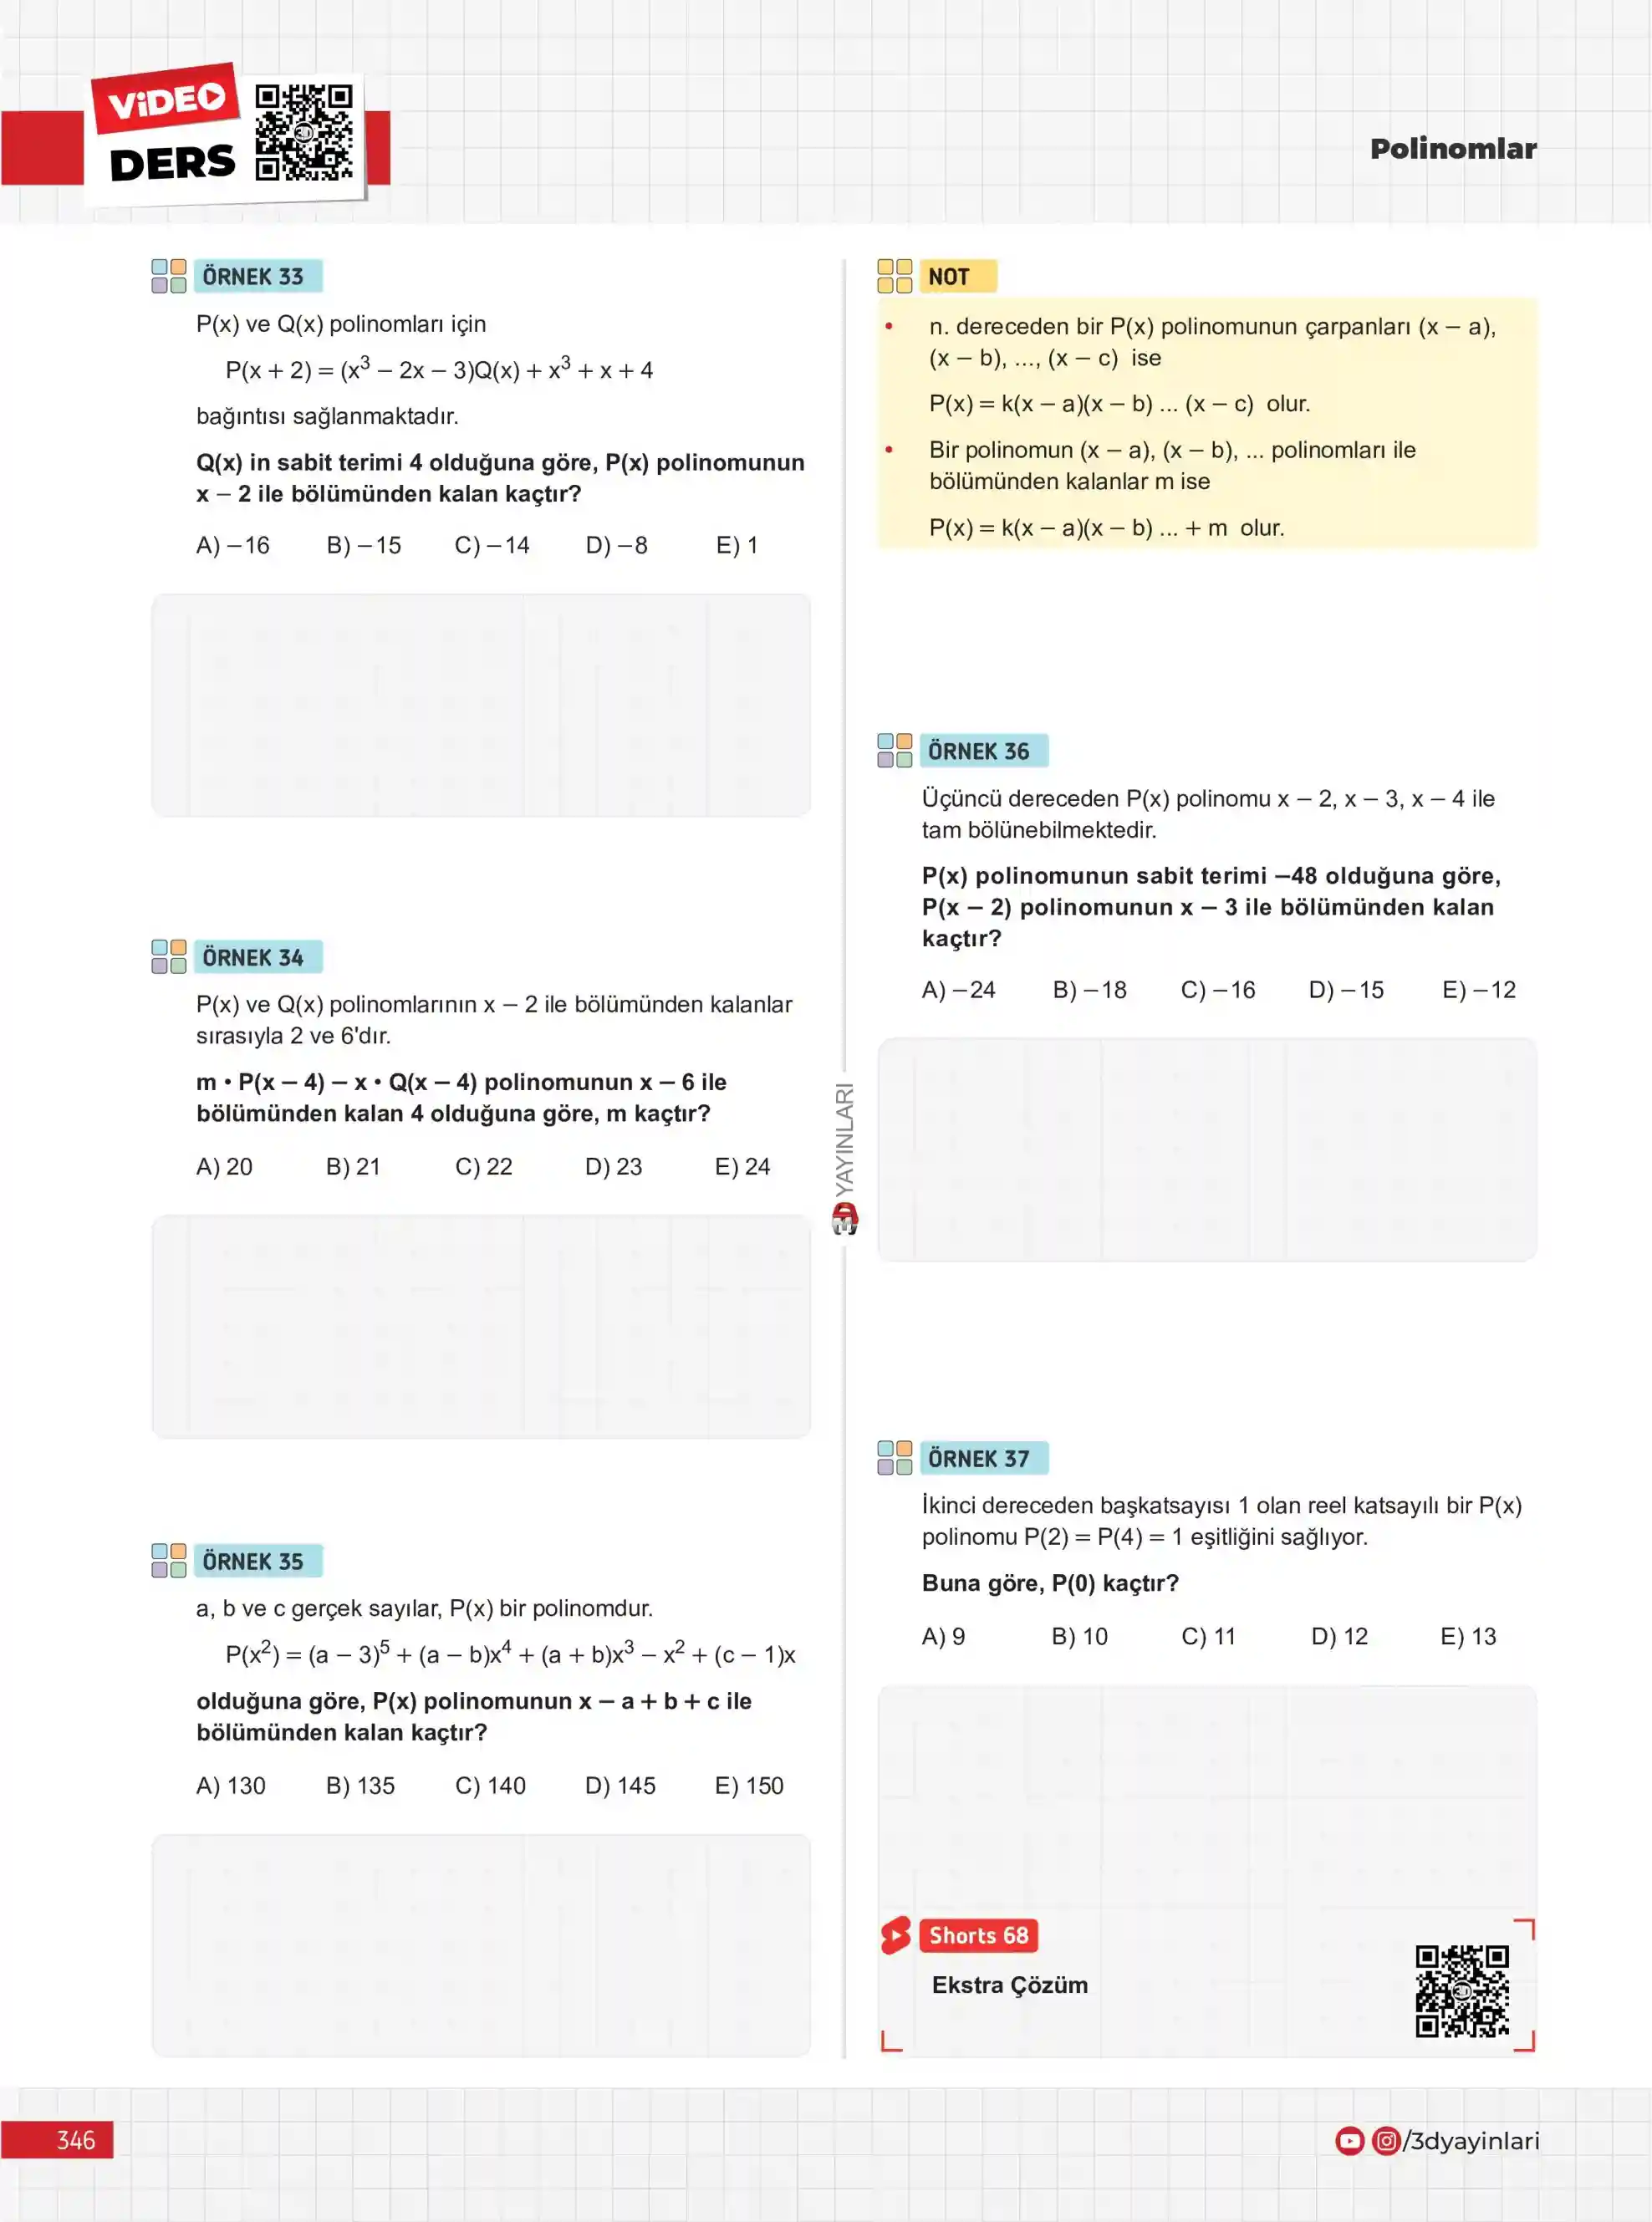 ViDEO
DERS
Polinomlar
ÖRNEK 33
P(x) ve Q(x) polinomları için
P(x + 2) = (x³ – 2x – 3)Q(x) + x³ + x + 4
bağıntısı sağlanmaktadır.
Q(x) in sabit terimi 4 olduğuna göre, P(x) polinomunun
x – 2 ile bölümünden kalan kaçtır?
A) –16 B) –15 C) –14 D) –8 E) 1
ÖRNEK 34
P(x) ve Q(x) polinomlarının x – 2 ile bölümünden kalanlar
sırasıyla 2 ve 6'dır.
m • P(x – 4) – x • Q(x – 4) polinomunun x – 6 ile
bölümünden kalan 4 olduğuna göre, m kaçtır?
A) 20 B) 21 C) 22 D) 23 E) 24
ÖRNEK 35
a, b ve c gerçek sayılar, P(x) bir polinomdur.
P(x²) = (a – 3)⁵ + (a – b)x⁴ + (a + b)x³ – x² + (c – 1)x
olduğuna göre, P(x) polinomunun x – a + b + c ile
bölümünden kalan kaçtır?
A) 130 B) 135 C) 140 D) 145 E) 150
YAYINLARI
NOT
• n. dereceden bir P(x) polinomunun çarpanları (x – a),
(x – b), ..., (x – c) ise
P(x) = k(x – a)(x – b) ... (x – c) olur.
• Bir polinomun (x – a), (x – b), ... polinomları ile
bölümünden kalanlar m ise
P(x) = k(x – a)(x – b) ... + m olur.
ÖRNEK 36
Üçüncü dereceden P(x) polinomu x – 2, x – 3, x – 4 ile
tam bölünebilmektedir.
P(x) polinomunun sabit terimi –48 olduğuna göre,
P(x – 2) polinomunun x – 3 ile bölümünden kalan
kaçtır?
A) –24 B) –18 C) –16 D) –15 E) –12
ÖRNEK 37
İkinci dereceden başkatsayısı 1 olan reel katsayılı bir P(x)
polinomu P(2) = P(4) = 1 eşitliğini sağlıyor.
Buna göre, P(0) kaçtır?
A) 9 B) 10 C) 11 D) 12 E) 13
Shorts 68
Ekstra Çözüm
3D
346
/3dyayinlari